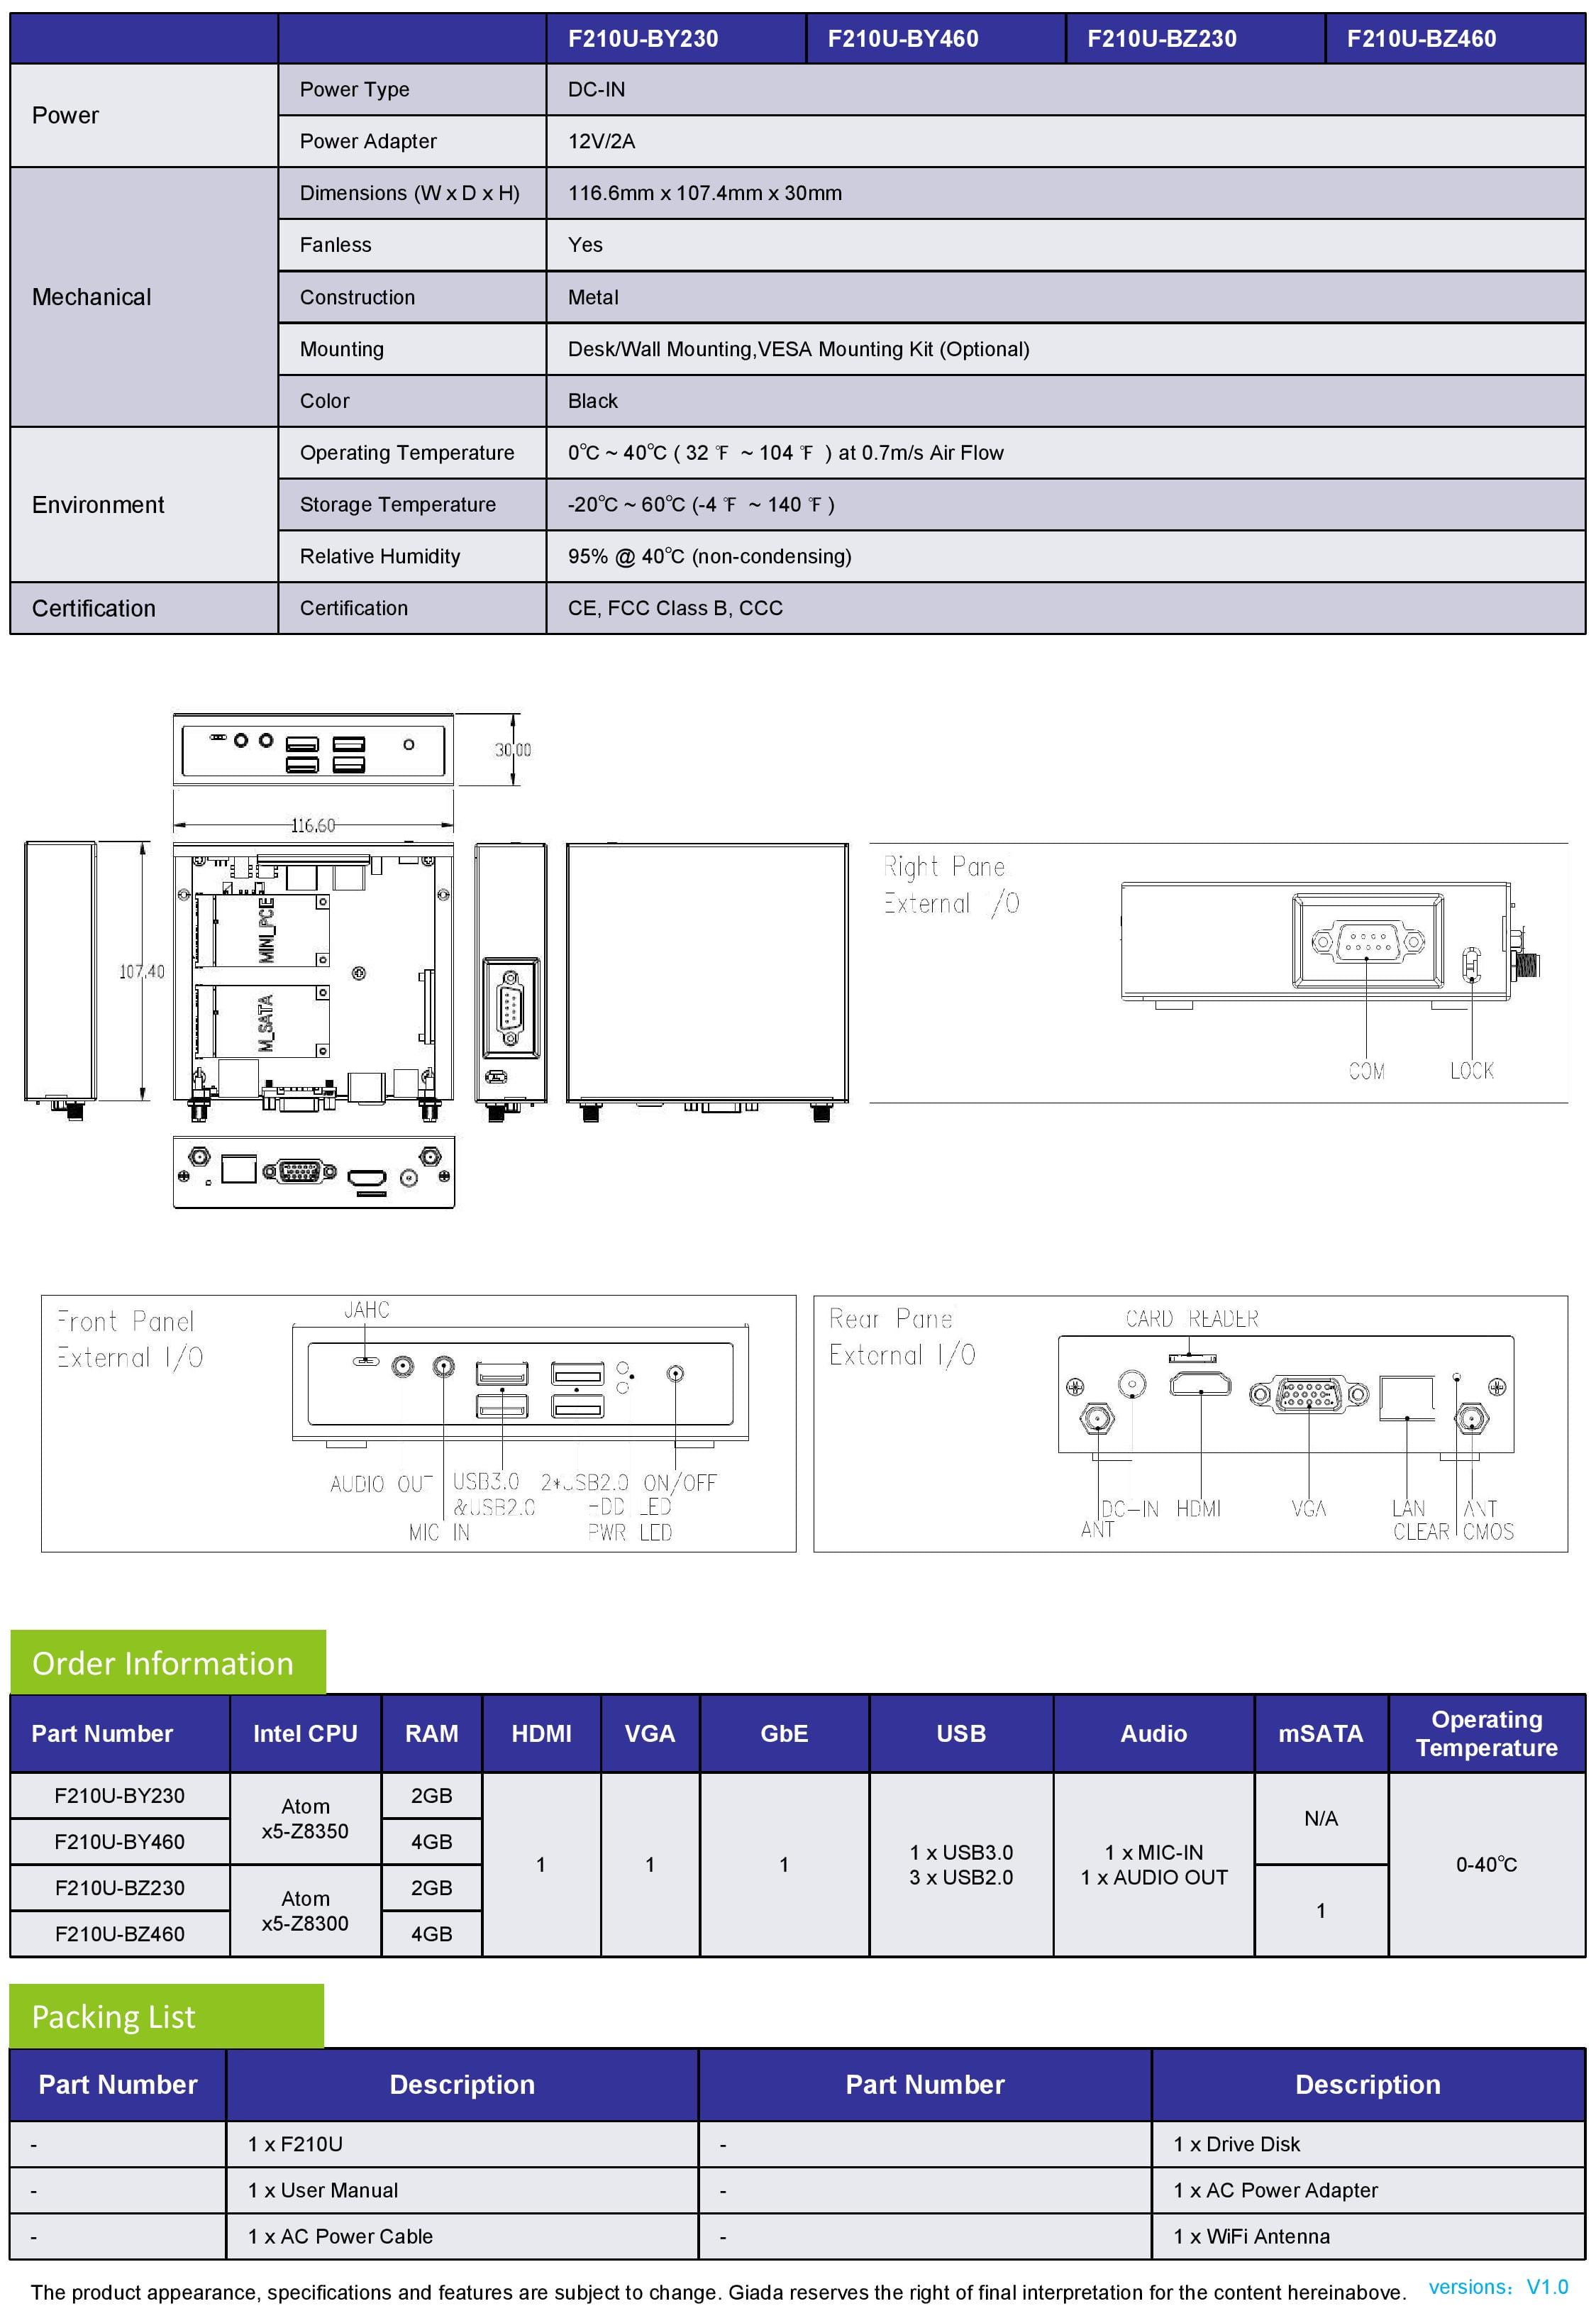 F210U-BY230 F210U-BY460 F210U-BZ230 F210U-BZ460
Power
Power Type DC-IN
Power Adapter 12V/2A
Mechanical
Dimensions (W x D x H) 116.6mm x 107.4mm x 30mm
Fanless Yes
Construction Metal
Mounting Desk/Wall Mounting,VESA Mounting Kit (Optional)
Color Black
Environment
Operating Temperature 0℃ ~ 40℃ ( 32 ℉ ~ 104 ℉ ) at 0.7m/s Air Flow
Storage Temperature -20℃ ~ 60℃ (-4 ℉ ~ 140 ℉ )
Relative Humidity 95% @ 40℃ (non-condensing)
Certification Certification CE, FCC Class B, CCC
30.00
116.60
107.40
MINI_PCE
M_SATA
Right Pane
External I/O
COM LOCK
Front Panel
External I/O
JAHC
AUDIO OUT USB3.0 2*USB2.0 ON/OFF
&USB2.0 HDD LED
MIC IN PWR LED
Rear Pane
External I/O
CARD READER
DC-IN HDMI VGA LAN ANT
ANT CLEAR CMOS
Order Information
Part Number Intel CPU RAM HDMI VGA GbE USB Audio mSATA Operating
Temperature
F210U-BY230 2GB
Atom
x5-Z8350
F210U-BY460 4GB
N/A
1 1 1
1 x USB3.0
3 x USB2.0
1 x MIC-IN
1 x AUDIO OUT
0-40℃
F210U-BZ230 2GB
Atom
x5-Z8300
F210U-BZ460 4GB
1
Packing List
Part Number Description Part Number Description
- 1 x F210U - 1 x Drive Disk
- 1 x User Manual - 1 x AC Power Adapter
- 1 x AC Power Cable - 1 x WiFi Antenna
The product appearance, specifications and features are subject to change. Giada reserves the right of final interpretation for the content hereinabove.
versions：V1.0